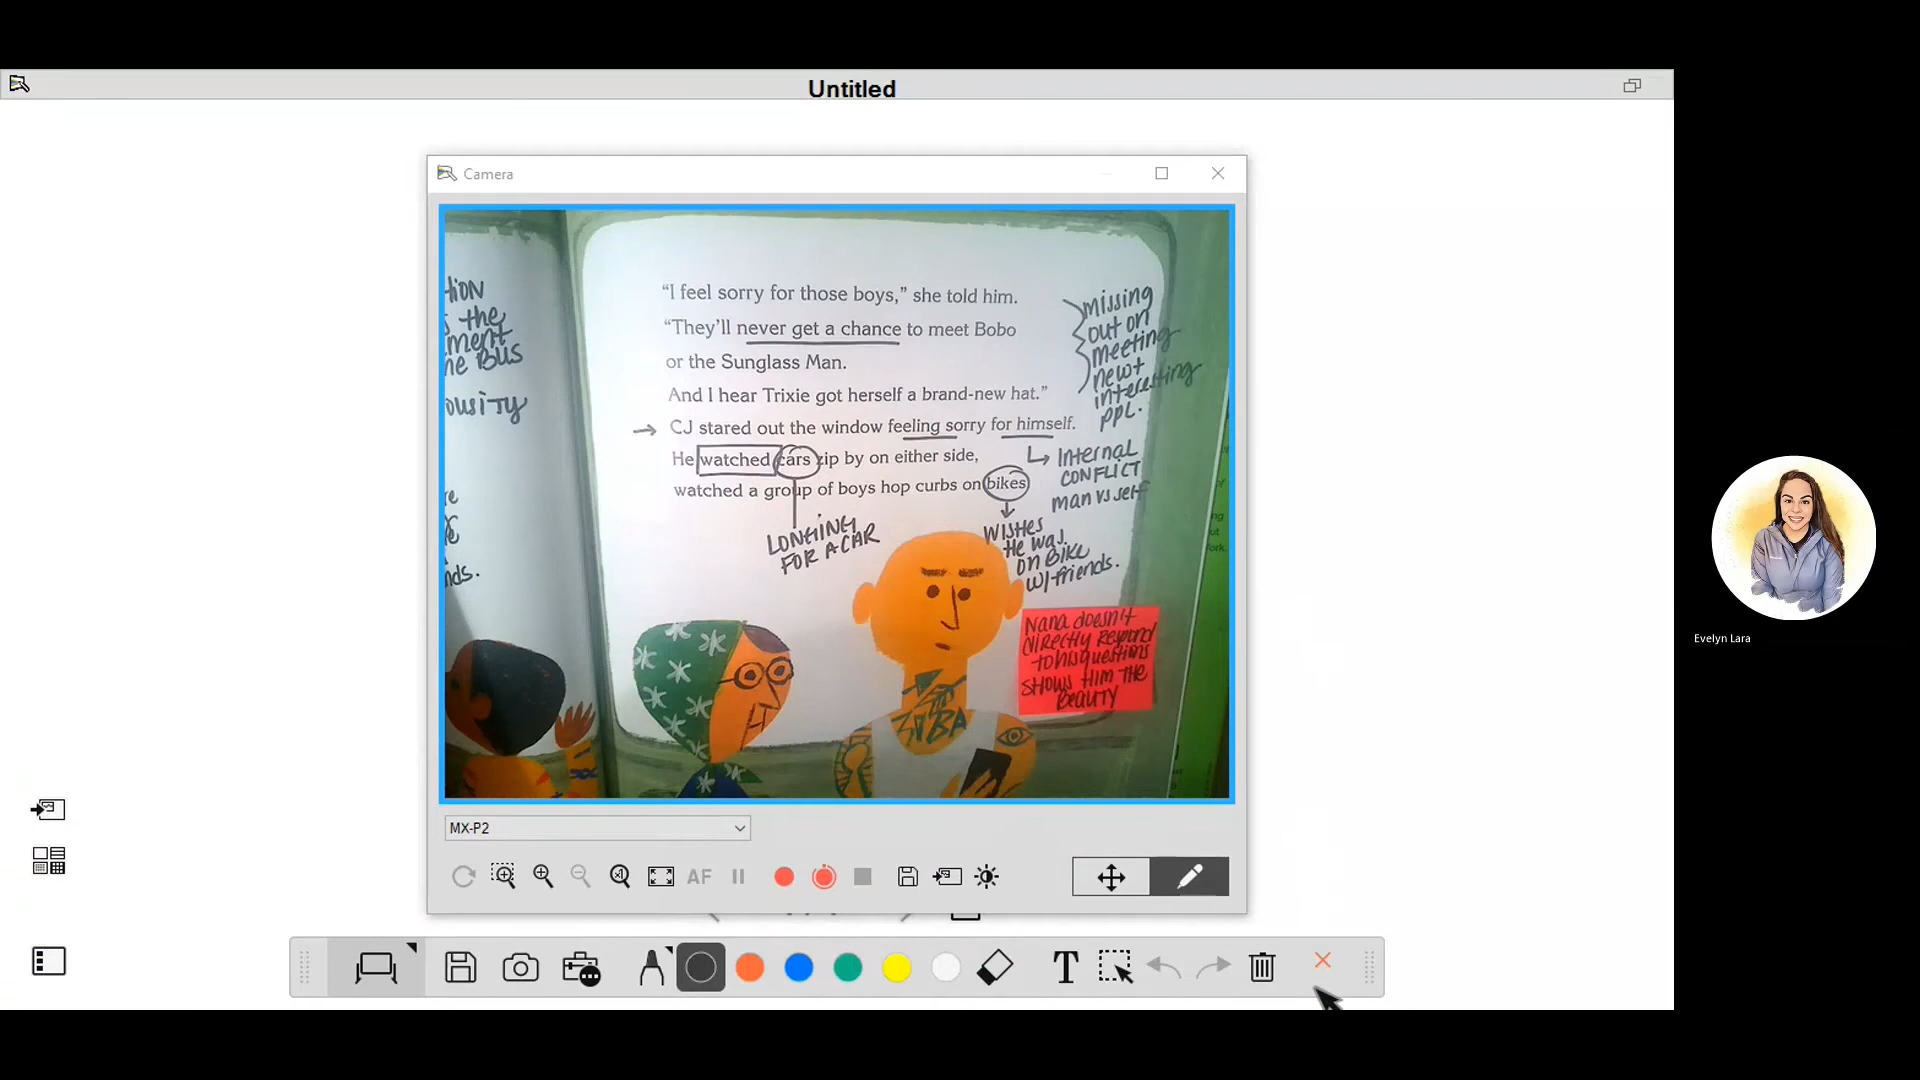 Untitled
Camera
“I feel sorry for those boys,” she told him.
“They’ll never get a chance to meet Bobo
or the Sunglass Man.
And I hear Trixie got herself a brand-new hat.”
→ CJ stared out the window feeling sorry for himself.
He watched cars zip by on either side,
watched a group of boys hop curbs on bikes
missing
out on
meeting
new +
interesting
ppl.
Internal
CONFLICT
man vs self
LONGING
FOR A CAR
WISHES
He was
on BIKE
w/friends.
Nana doesn't
directly respond
to his questions
SHOWS HIM THE
BEAUTY
the
BUS
MX-P2
AF
T
Evelyn Lara